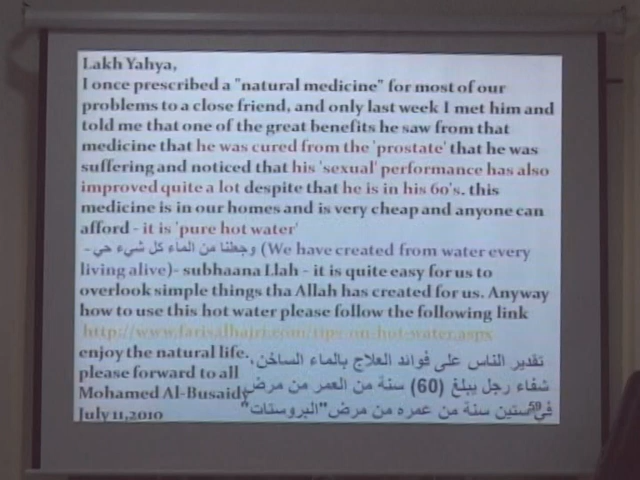 Lakh Yahya,
I once prescribed a "natural medicine" for most of our
problems to a close friend, and only last week I met him and
told me that one of the great benefits he saw from that
medicine that he was cured from the 'prostate' that he was
suffering and noticed that his 'sexual' performance has also
improved quite a lot despite that he is in his 60's. this
medicine is in our homes and is very cheap and anyone can
afford - it is 'pure hot water'
وجعلنا من الماء كل شيء حي - (We have created from water every
living alive)- subhaana Llah - it is quite easy for us to
overlook simple things tha Allah has created for us. Anyway
how to use this hot water please follow the following link
http://www.farisalhajri.com/tips-on-hot-water.aspx
enjoy the natural life.
please forward to all
Mohamed Al-Busaidy
July 11,2010
تقدير الناس على فوائد العلاج بالماء الساخن،
شفاء رجل يبلغ (60) سنة من العمر من مرض
في ستين سنة من عمره من مرض "البروستات"
59